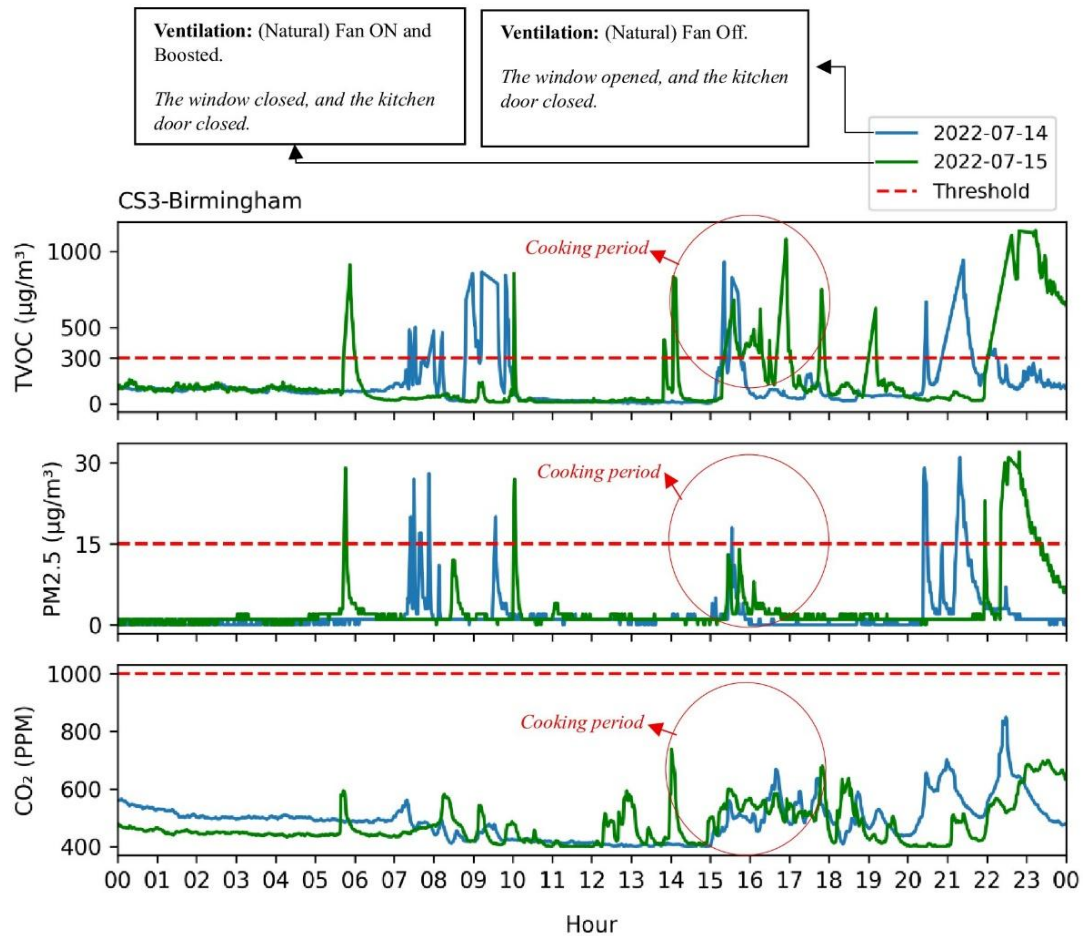 Ventilation: (Natural) Fan ON and
Boosted.
The window closed, and the kitchen
door closed.
Ventilation: (Natural) Fan Off.
The window opened, and the kitchen
door closed.
2022-07-14
2022-07-15
Threshold
CS3-Birmingham
TVOC (µg/m³)
1000
500
300
0
Cooking period
PM2.5 (µg/m³)
30
15
0
Cooking period
CO₂ (PPM)
1000
800
600
400
Cooking period
00 01 02 03 04 05 06 07 08 09 10 11 12 13 14 15 16 17 18 19 20 21 22 23 00
Hour